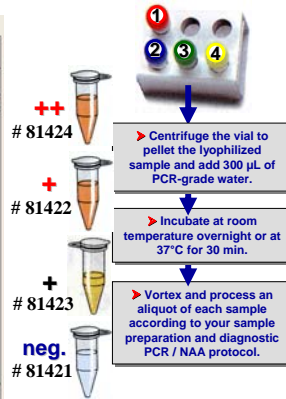 1
2
3
4
++
# 81424
+
# 81422
+
# 81423
neg.
# 81421
➤ Centrifuge the vial to
pellet the lyophilized
sample and add 300 µL of
PCR-grade water.
➤ Incubate at room
temperature overnight or at
37°C for 30 min.
➤ Vortex and process an
aliquot of each sample
according to your sample
preparation and diagnostic
PCR / NAA protocol.